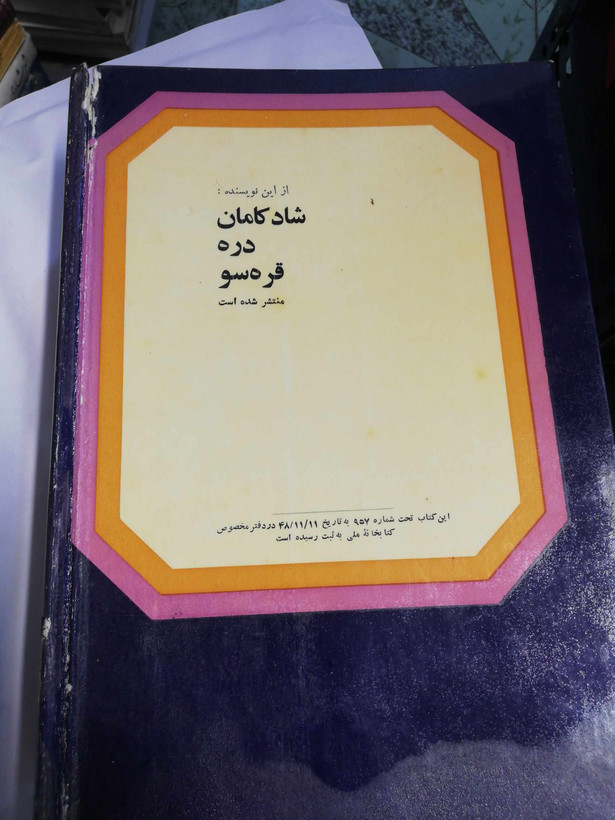 از این نویسنده :
شادکامان
دره
قره‌سو
منتشر شده است
این کتاب تحت شماره ۹۵۷ به تاریخ ۴۸/۱۱/۱۱ در دفتر مخصوص
کتابخانهٔ ملی به ثبت رسیده است